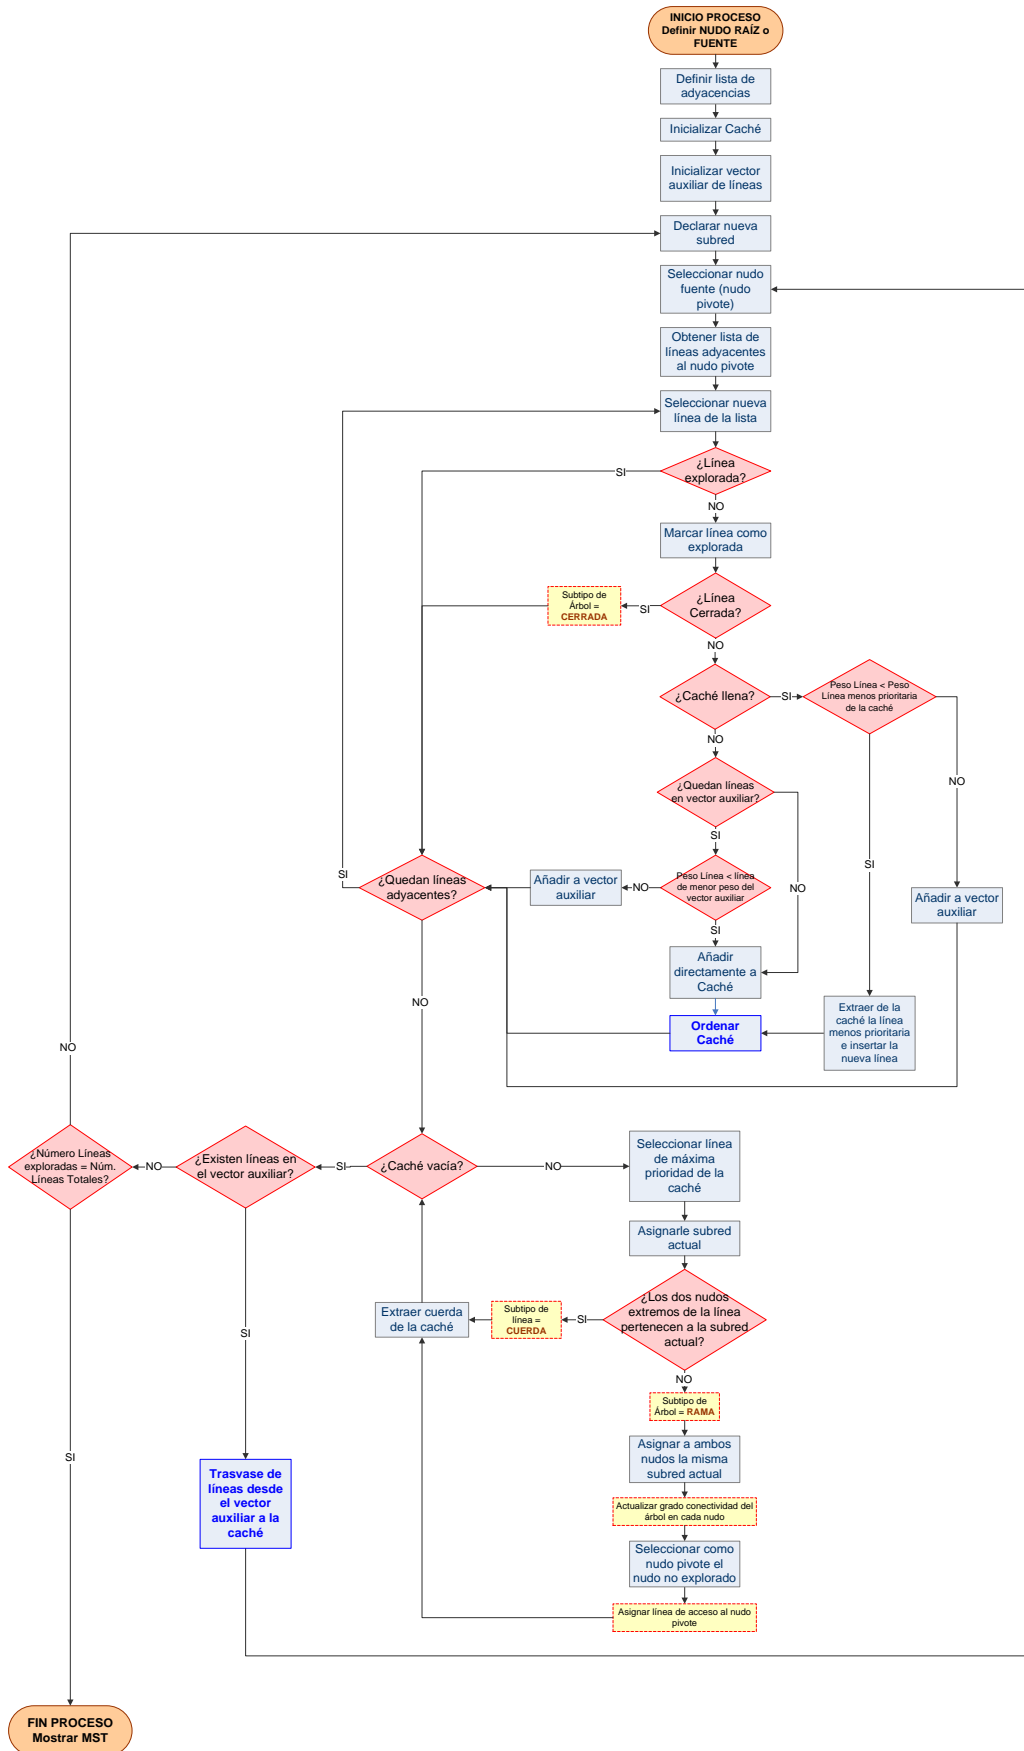 INICIO PROCESO
Definir NUDO RAÍZ o
FUENTE
Definir lista de
adyacencias
Inicializar Caché
Inicializar vector
auxiliar de líneas
Declarar nueva
subred
Seleccionar nudo
fuente (nudo
pivote)
Obtener lista de
líneas adyacentes
al nudo pivote
Seleccionar nueva
línea de la lista
¿Línea
explorada?
SI
NO
Marcar línea como
explorada
¿Línea
Cerrada?
SI
Subtipo de
Árbol =
CERRADA
NO
¿Caché llena?
SI
Peso Línea < Peso
Línea menos prioritaria
de la caché
NO
NO
SI
¿Quedan líneas
en vector auxiliar?
SI
NO
Peso Línea < línea
de menor peso del
vector auxiliar
NO
Añadir a vector
auxiliar
SI
¿Quedan líneas
adyacentes?
SI
NO
Añadir a vector
auxiliar
Añadir
directamente a
Caché
Ordenar
Caché
Extraer de la
caché la línea
menos prioritaria
e insertar la
nueva línea
NO
¿Número Líneas
exploradas = Núm.
Líneas Totales?
NO
¿Existen líneas en
el vector auxiliar?
SI
¿Caché vacía?
NO
Seleccionar línea
de máxima
prioridad de la
caché
Asignarle subred
actual
¿Los dos nudos
extremos de la línea
pertenecen a la subred
actual?
SI
Subtipo de
línea =
CUERDA
Extraer cuerda
de la caché
SI
NO
Subtipo de
Árbol = RAMA
Asignar a ambos
nudos la misma
subred actual
Actualizar grado conectividad del
árbol en cada nudo
Seleccionar como
nudo pivote el
nudo no explorado
Asignar línea de acceso al nudo
pivote
SI
Trasvase de
líneas desde
el vector
auxiliar a la
caché
FIN PROCESO
Mostrar MST